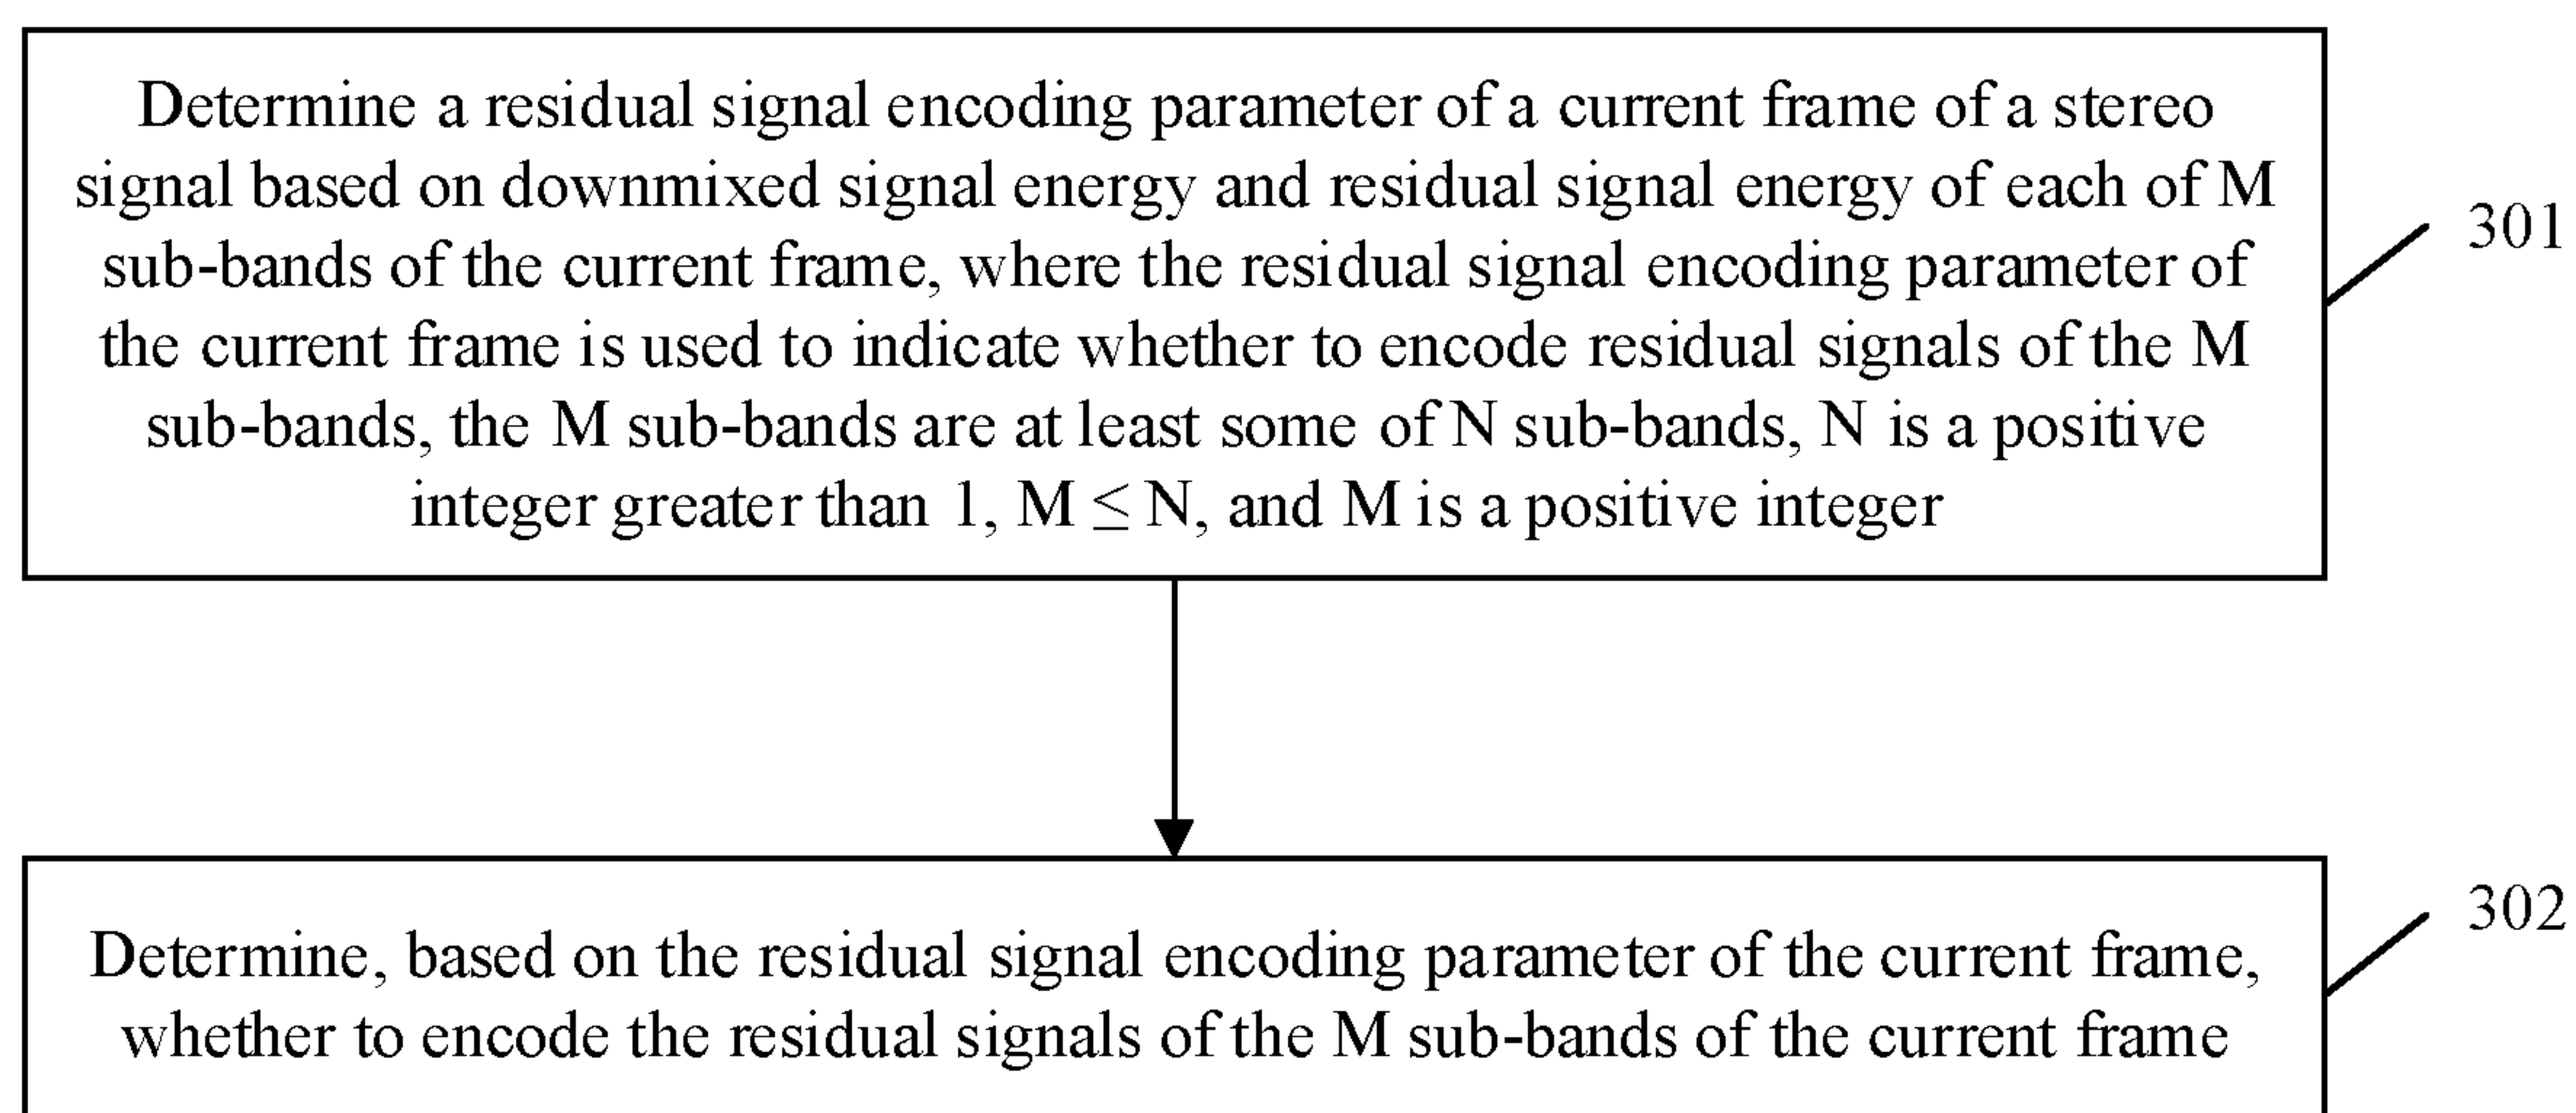 Determine a residual signal encoding parameter of a current frame of a stereo
signal based on downmixed signal energy and residual signal energy of each of M
sub-bands of the current frame, where the residual signal encoding parameter of
the current frame is used to indicate whether to encode residual signals of the M
sub-bands, the M sub-bands are at least some of N sub-bands, N is a positive
integer greater than 1, M ≤ N, and M is a positive integer
301
Determine, based on the residual signal encoding parameter of the current frame,
whether to encode the residual signals of the M sub-bands of the current frame
302